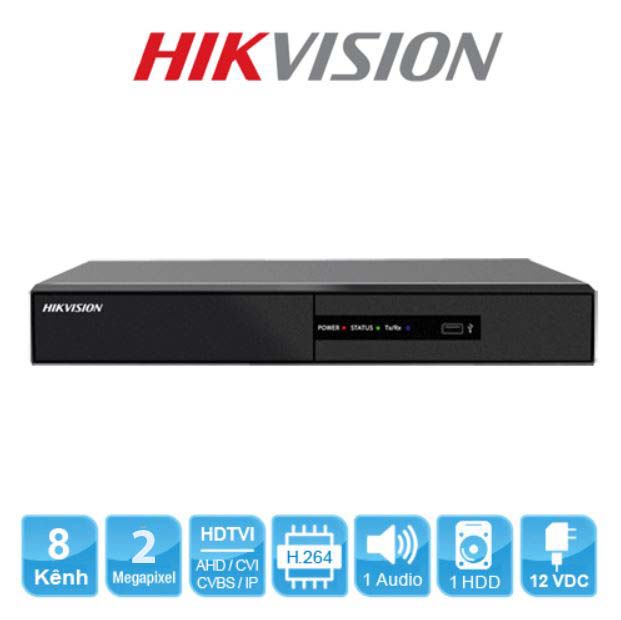 HIKVISION
HIKVISION
POWER STATUS Tx/Rx
8
Kênh
2
Megapixel
HDTVI
AHD / CVI
CVBS / IP
H.264
1 Audio
1 HDD
12 VDC